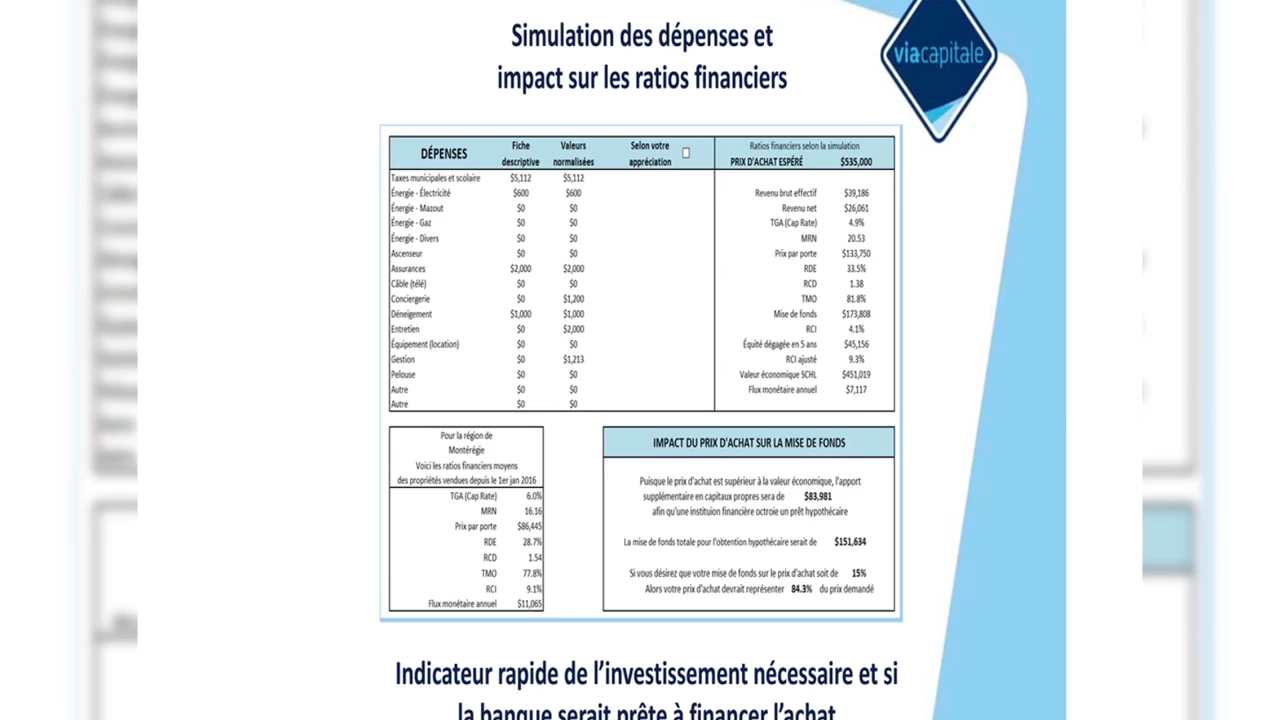 Simulation des dépenses et
impact sur les ratios financiers
viacapitale
DÉPENSES Fiche descriptive Valeurs normalisées Selon votre appréciation
Taxes municipales et scolaire $5,112 $5,112
Énergie - Électricité $600 $600
Énergie - Mazout $0 $0
Énergie - Gaz $0 $0
Énergie - Divers $0 $0
Ascenseur $0 $0
Assurances $2,000 $2,000
Câble (télé) $0 $0
Conciergerie $0 $1,200
Déneigement $1,000 $1,000
Entretien $0 $2,000
Équipement (location) $0 $0
Gestion $0 $1,213
Pelouse $0 $0
Autre $0 $0
Autre $0 $0
Ratios financiers selon la simulation
PRIX D'ACHAT ESPÉRÉ $535,000
Revenu brut effectif $39,186
Revenu net $26,061
TGA (Cap Rate) 4.9%
MRN 20.53
Prix par porte $133,750
RDE 33.5%
RCD 1.38
TMO 81.8%
Mise de fonds $173,808
RCI 4.1%
Équité dégagée en 5 ans $45,156
RCI ajusté 9.3%
Valeur économique SCHL $451,019
Flux monétaire annuel $7,117
Pour la région de
Montérégie
Voici les ratios financiers moyens
des propriétés vendues depuis le 1er jan 2016
TGA (Cap Rate) 6.0%
MRN 16.16
Prix par porte $86,445
RDE 28.7%
RCD 1.54
TMO 77.8%
RCI 9.1%
Flux monétaire annuel $11,065
IMPACT DU PRIX D'ACHAT SUR LA MISE DE FONDS
Puisque le prix d'achat est supérieur à la valeur économique, l'apport
supplémentaire en capitaux propres sera de $83,981
afin qu'une instituion financière octroie un prêt hypothécaire
La mise de fonds totale pour l'obtention hypothécaire serait de $151,634
Si vous désirez que votre mise de fonds sur le prix d'achat soit de 15%
Alors votre prix d'achat devrait représenter 84.3% du prix demandé
Indicateur rapide de l'investissement nécessaire et si
la banque serait prête à financer l'achat